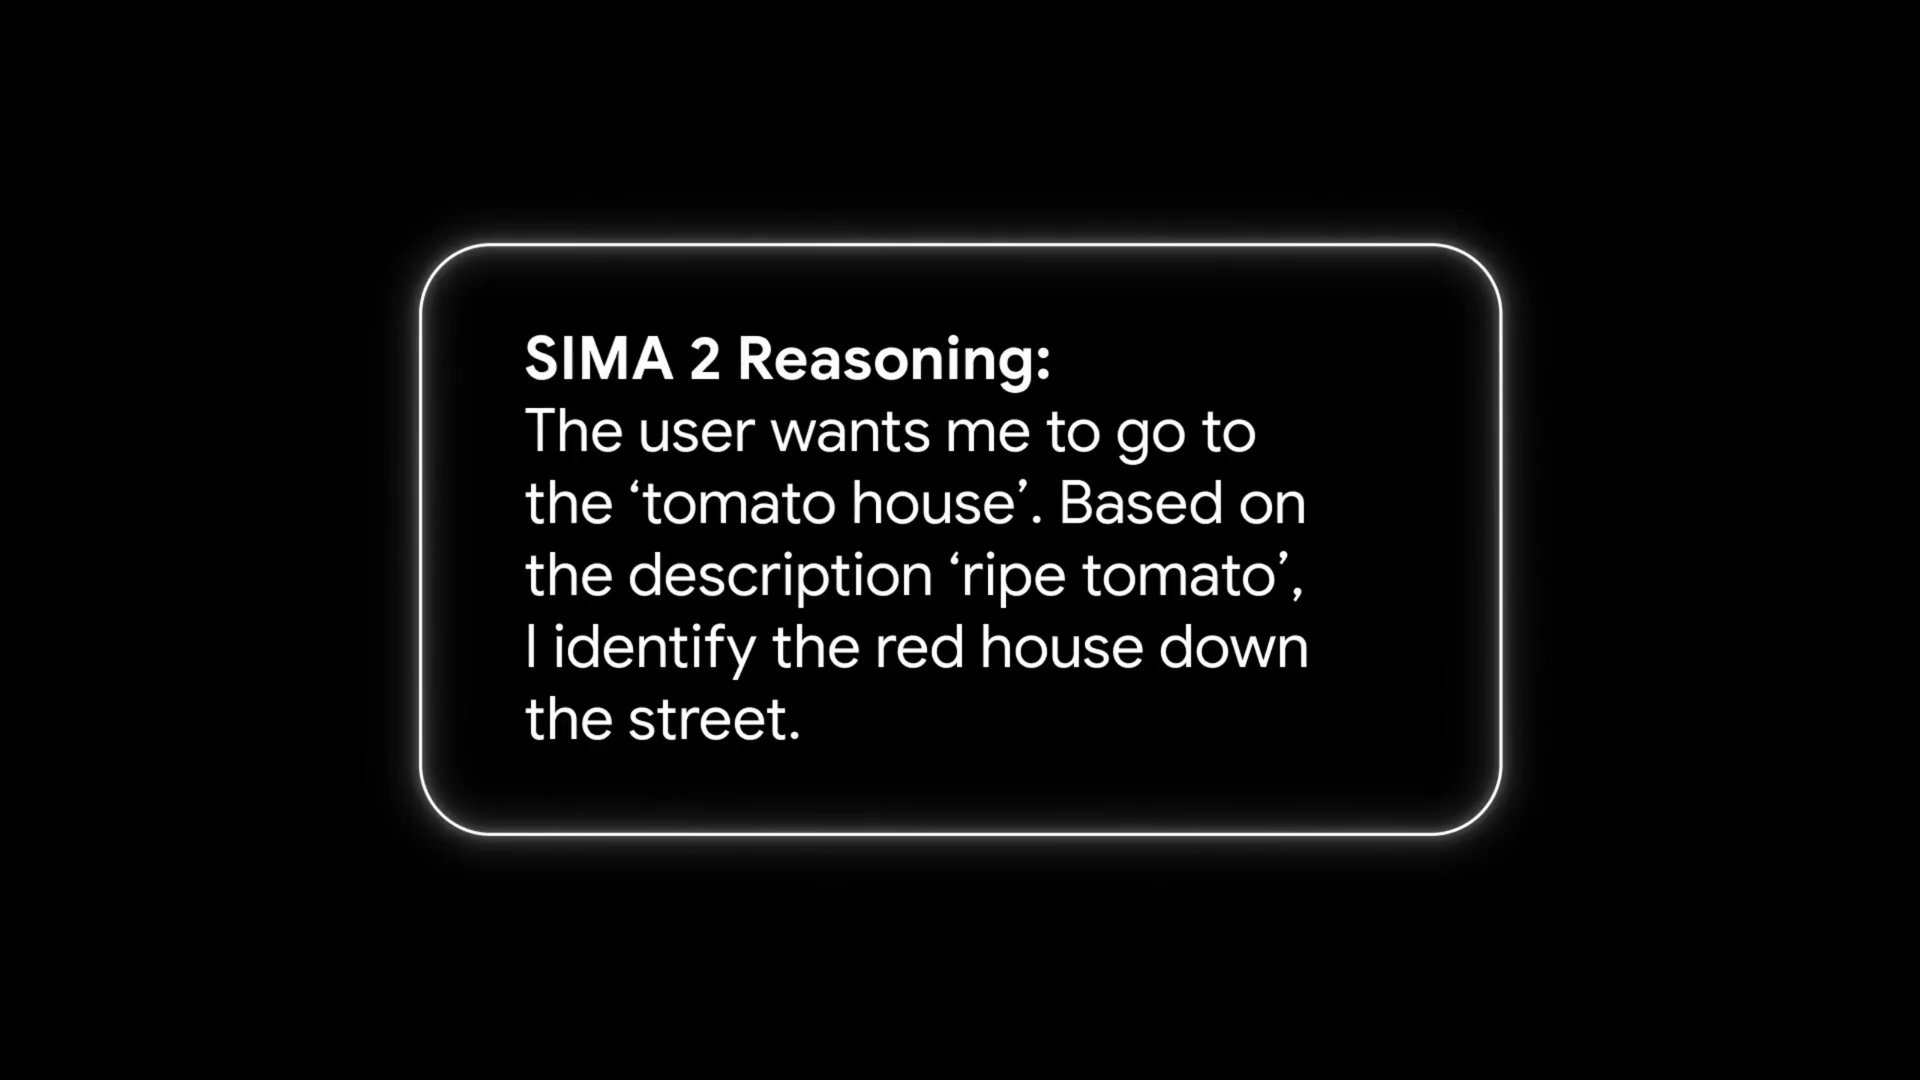 SIMA 2 Reasoning:
The user wants me to go to
the ‘tomato house’. Based on
the description ‘ripe tomato’,
I identify the red house down
the street.